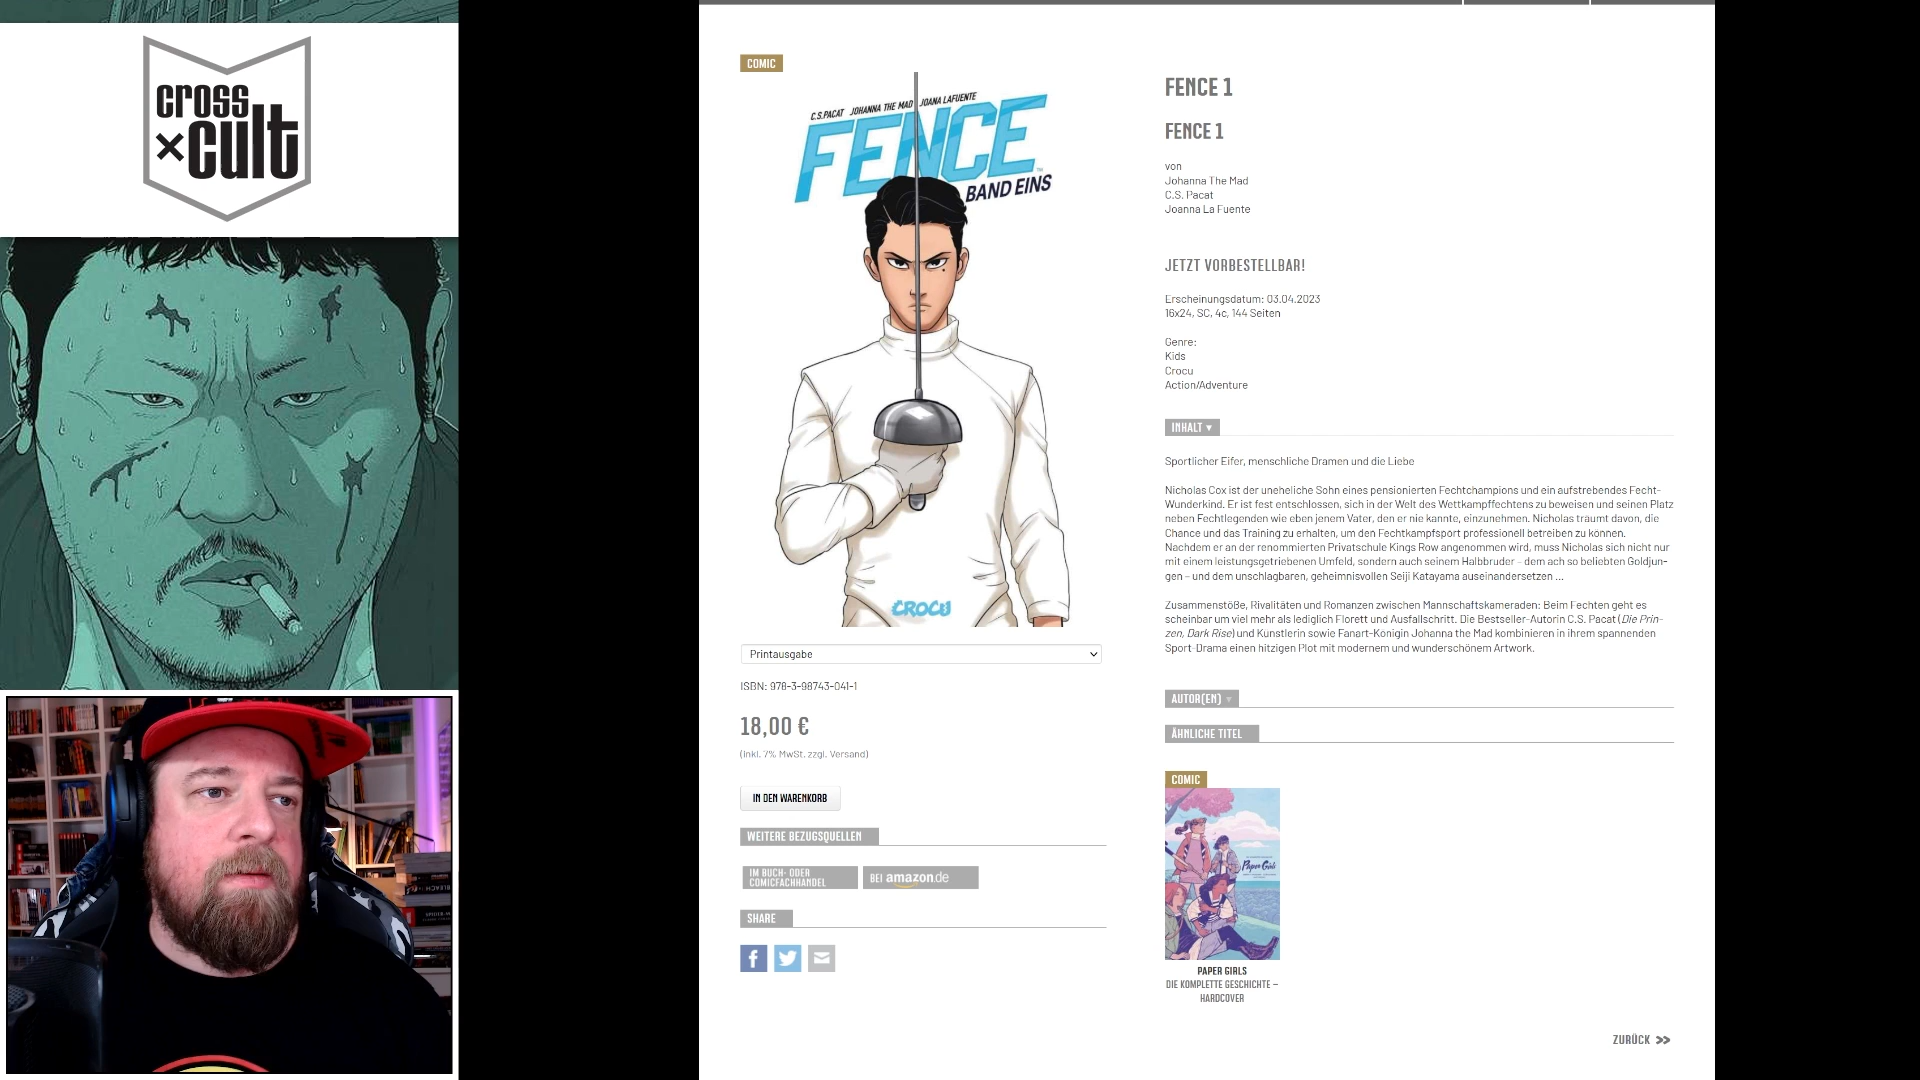 cross
×cult
COMIC
C.S.PACAT JOHANNA THE MAD JOANA LAFUENTE
FENCE
BAND EINS
CROCU
Printausgabe
ISBN: 978-3-98743-041-1
18,00 €
(inkl. 7% MwSt. zzgl. Versand)
IN DEN WARENKORB
WEITERE BEZUGSQUELLEN
IM BUCH- ODER
COMICFACHHANDEL
BEI amazon.de
SHARE
FENCE 1
FENCE 1
von
Johanna The Mad
C.S. Pacat
Joanna La Fuente
JETZT VORBESTELLBAR!
Erscheinungsdatum: 03.04.2023
16x24, SC, 4c, 144 Seiten
Genre:
Kids
Crocu
Action/Adventure
INHALT ▾
Sportlicher Eifer, menschliche Dramen und die Liebe
Nicholas Cox ist der uneheliche Sohn eines pensionierten Fechtchampions und ein aufstrebendes Fecht-
Wunderkind. Er ist fest entschlossen, sich in der Welt des Wettkampffechtens zu beweisen und seinen Platz
neben Fechtlegenden wie eben jenem Vater, den er nie kannte, einzunehmen. Nicholas träumt davon, die
Chance und das Training zu erhalten, um den Fechtkampfsport professionell betreiben zu können.
Nachdem er an der renommierten Privatschule Kings Row angenommen wird, muss Nicholas sich nicht nur
mit einem leistungsgetriebenen Umfeld, sondern auch seinem Halbbruder – dem ach so beliebten Goldjun-
gen – und dem unschlagbaren, geheimnisvollen Seiji Katayama auseinandersetzen ...
Zusammenstöße, Rivalitäten und Romanzen zwischen Mannschaftskameraden: Beim Fechten geht es
scheinbar um viel mehr als lediglich Florett und Ausfallschritt. Die Bestseller-Autorin C.S. Pacat (Die Prin-
zen, Dark Rise) und Künstlerin sowie Fanart-Königin Johanna the Mad kombinieren in ihrem spannenden
Sport-Drama einen hitzigen Plot mit modernem und wunderschönem Artwork.
AUTOR(EN) ▾
ÄHNLICHE TITEL
COMIC
Paper Girls
PAPER GIRLS
DIE KOMPLETTE GESCHICHTE –
HARDCOVER
ZURÜCK >>
BLEACH